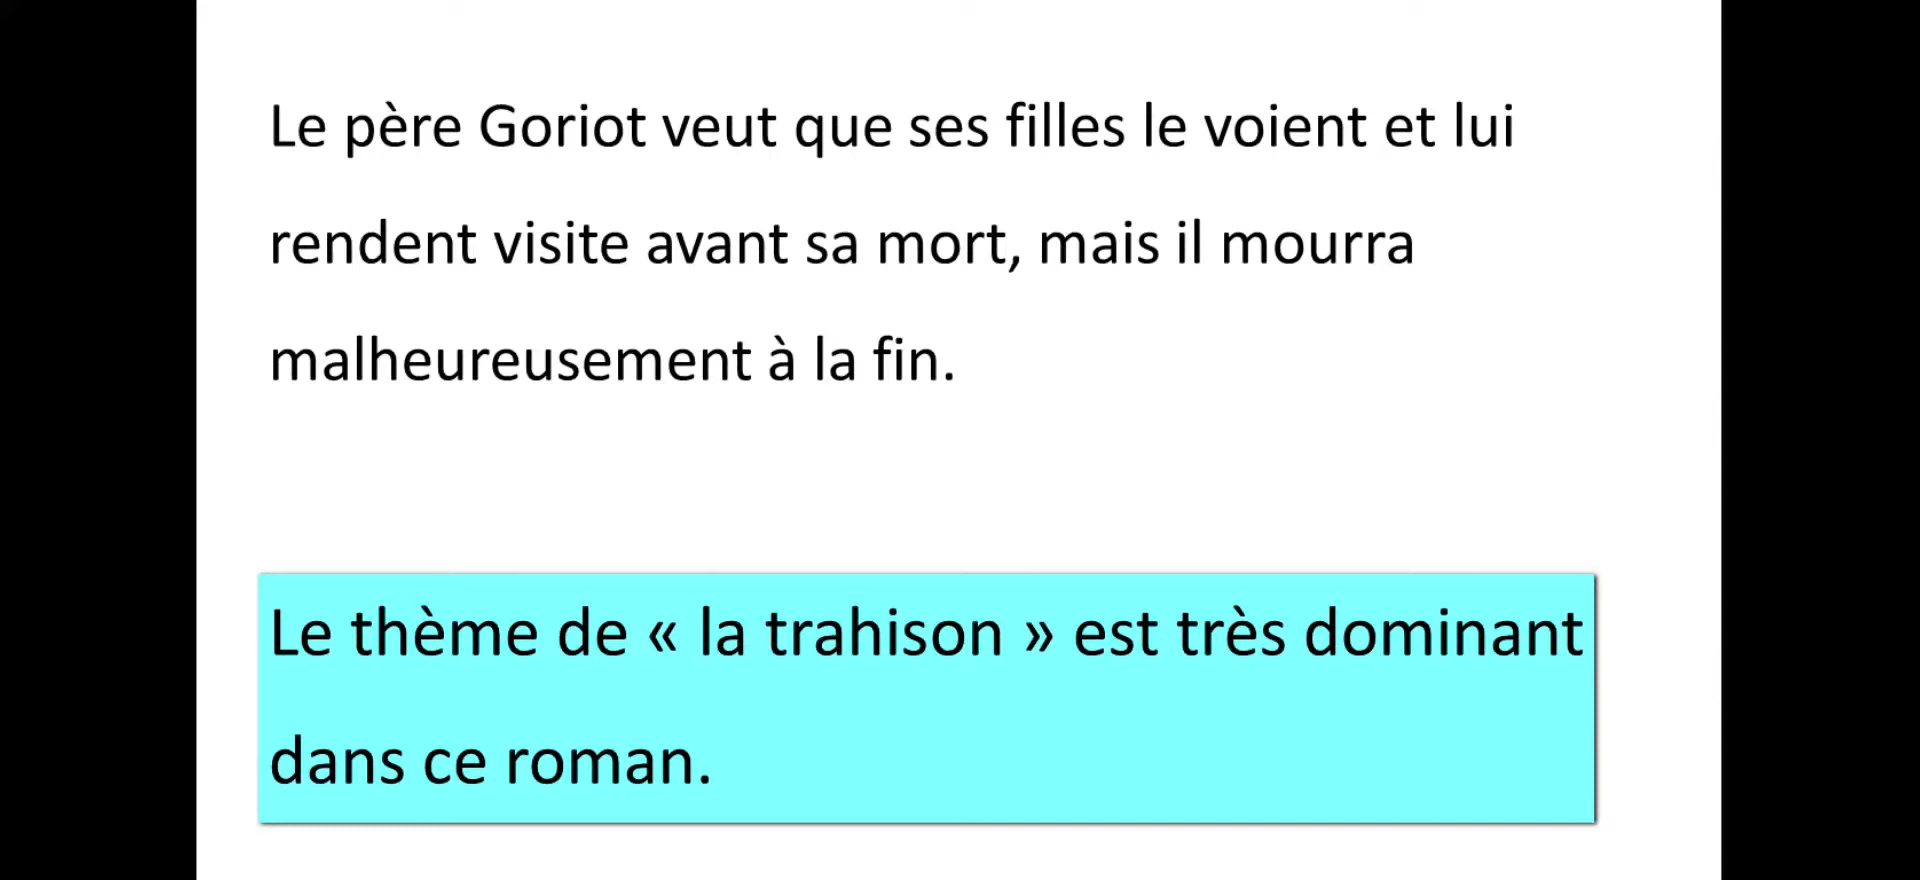 Le père Goriot veut que ses filles le voient et lui
rendent visite avant sa mort, mais il mourra
malheureusement à la fin.
Le thème de « la trahison » est très dominant
dans ce roman.